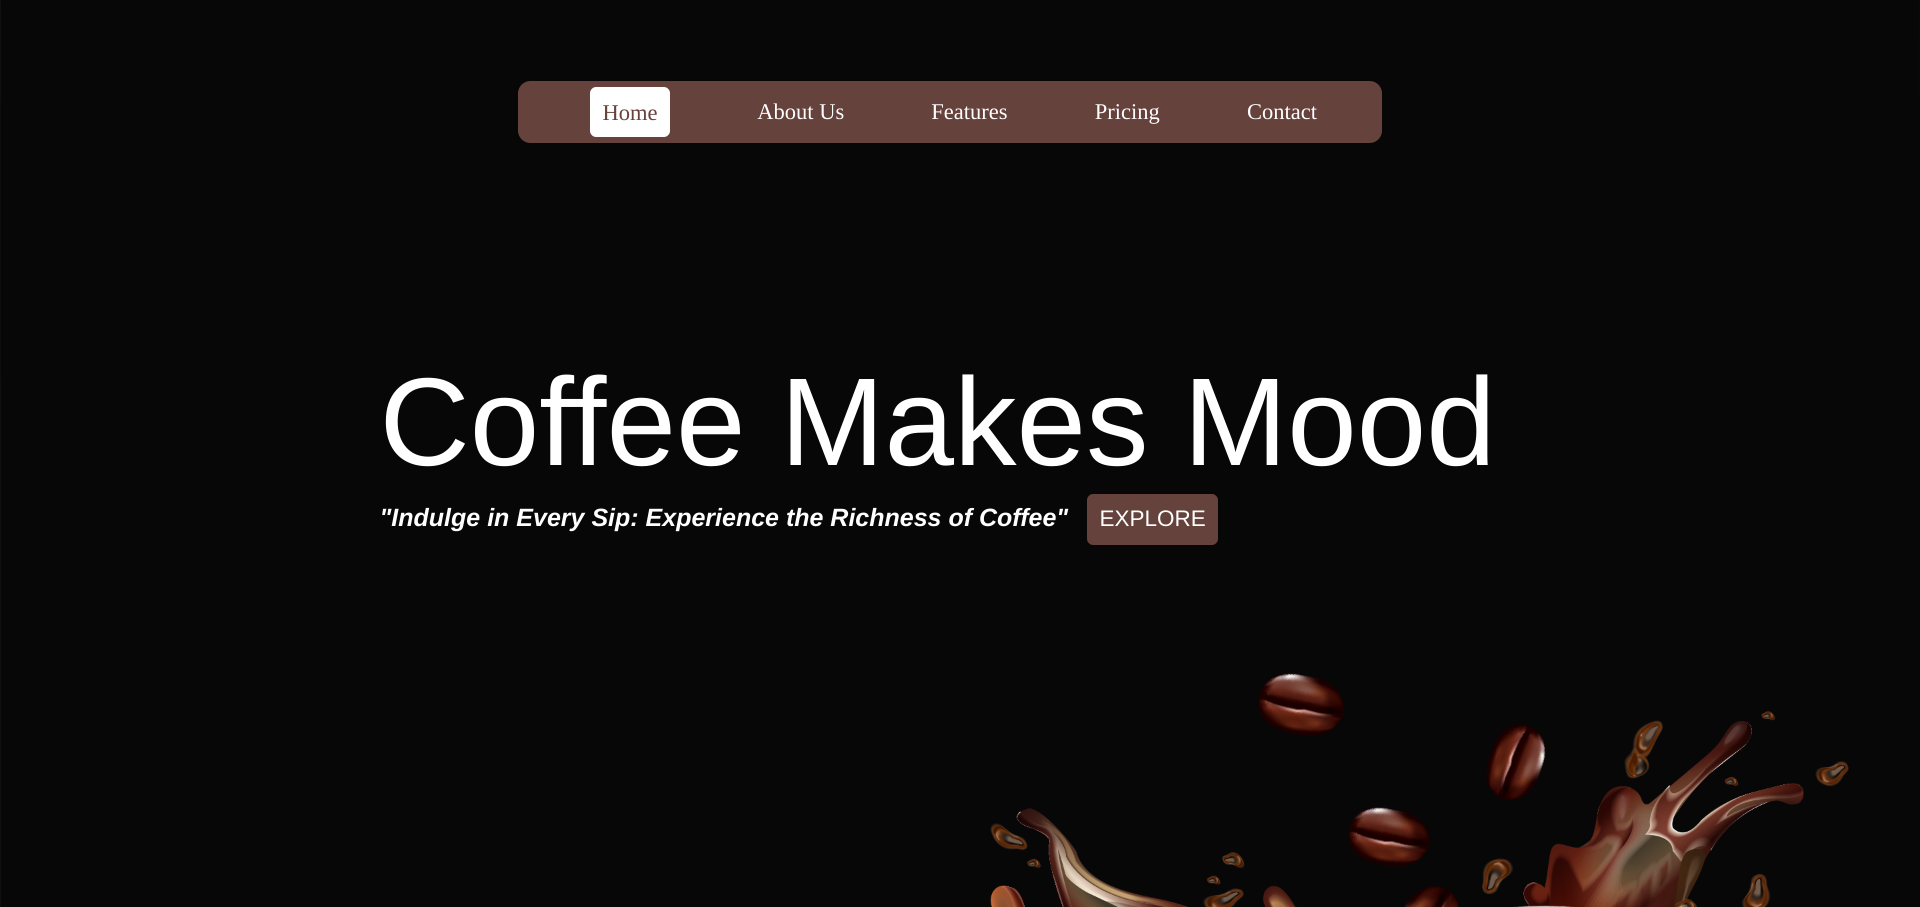 Home About Us Features Pricing Contact
Coffee Makes Mood
"Indulge in Every Sip: Experience the Richness of Coffee" EXPLORE